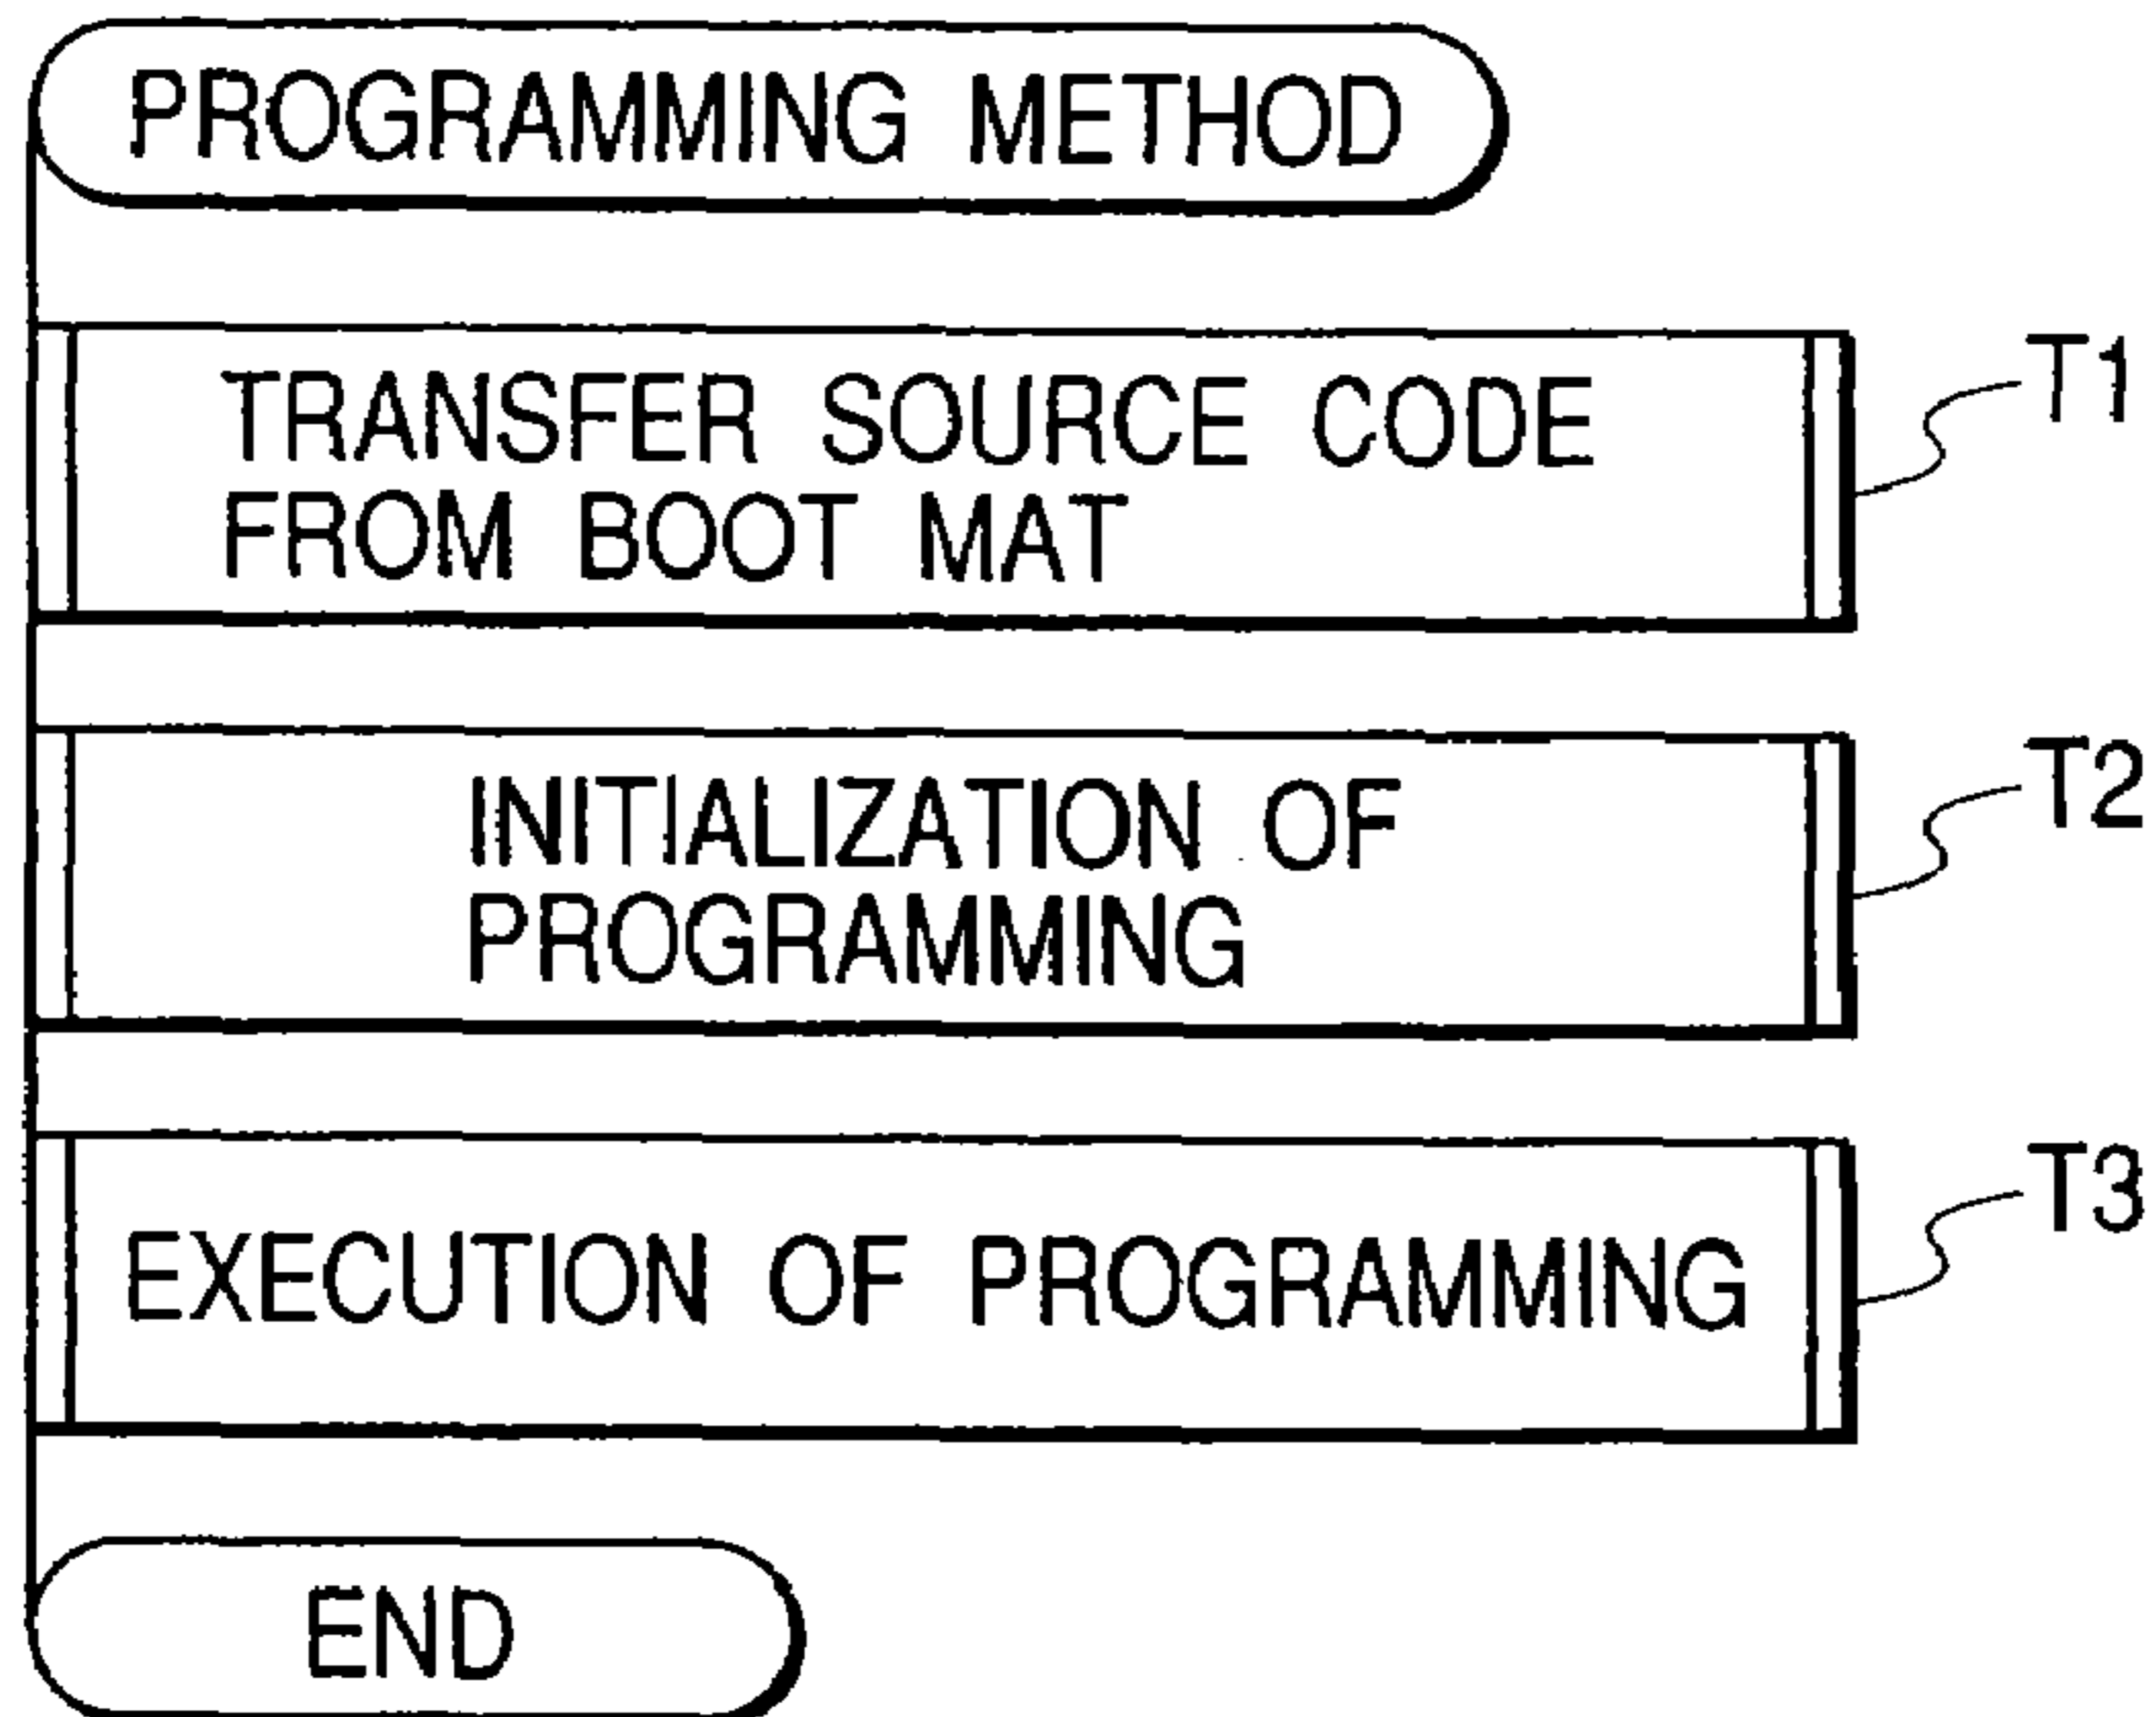 PROGRAMMING METHOD
TRANSFER SOURCE CODE
FROM BOOT MAT
T1
INITIALIZATION OF
PROGRAMMING
T2
EXECUTION OF PROGRAMMING
T3
END